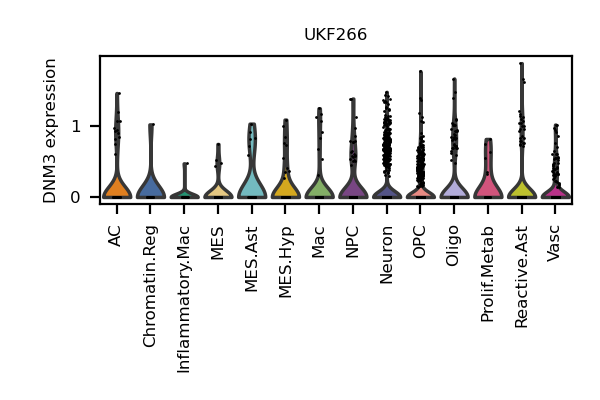 UKF266
DNM3 expression
1
0
AC
Chromatin.Reg
Inflammatory.Mac
MES
MES.Ast
MES.Hyp
Mac
NPC
Neuron
OPC
Oligo
Prolif.Metab
Reactive.Ast
Vasc